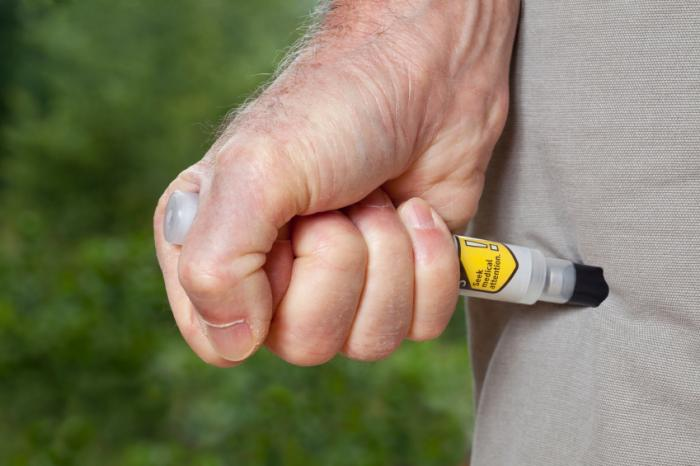 !
Seek
medical
attention.